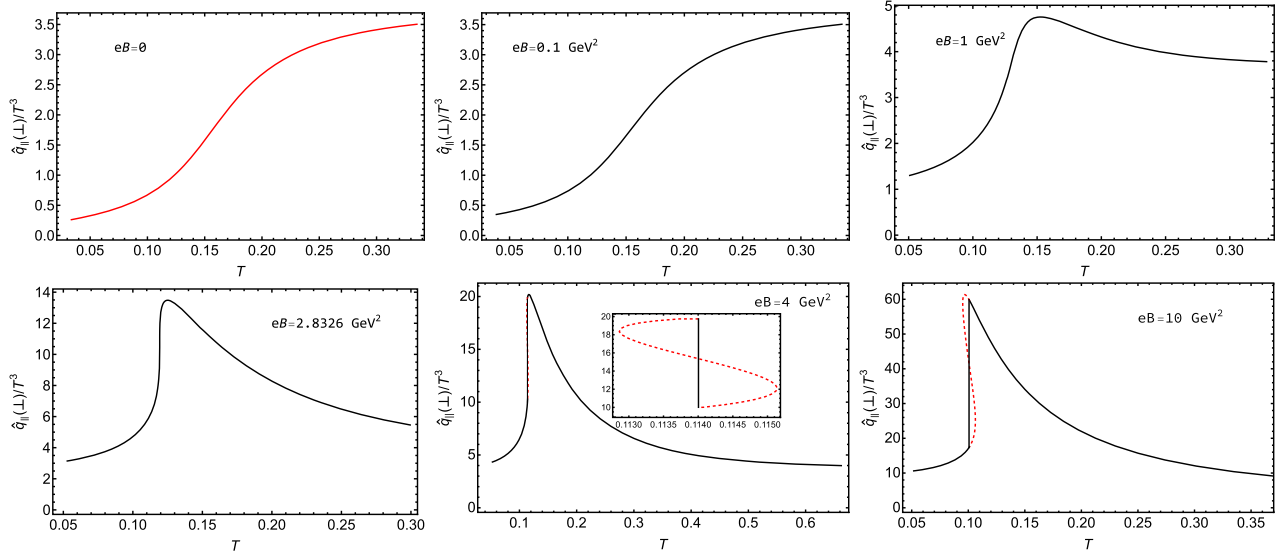 eB=0
q̂∥(⊥)/T³
3.5
3.0
2.5
2.0
1.5
1.0
0.5
0.0
0.05 0.10 0.15 0.20 0.25 0.30
T
eB=0.1 GeV²
q̂∥(⊥)/T³
3.5
3.0
2.5
2.0
1.5
1.0
0.5
0.0
0.05 0.10 0.15 0.20 0.25 0.30
T
eB=1 GeV²
q̂∥(⊥)/T³
5
4
3
2
1
0
0.05 0.10 0.15 0.20 0.25 0.30
T
eB=2.8326 GeV²
q̂∥(⊥)/T³
14
12
10
8
6
4
2
0
0.05 0.10 0.15 0.20 0.25 0.30
T
eB=4 GeV²
q̂∥(⊥)/T³
20
15
10
5
0
0.1 0.2 0.3 0.4 0.5 0.6
T
20
18
16
14
12
10
0.1130 0.1135 0.1140 0.1145 0.1150
eB=10 GeV²
q̂∥(⊥)/T³
60
50
40
30
20
10
0
0.05 0.10 0.15 0.20 0.25 0.30 0.35
T